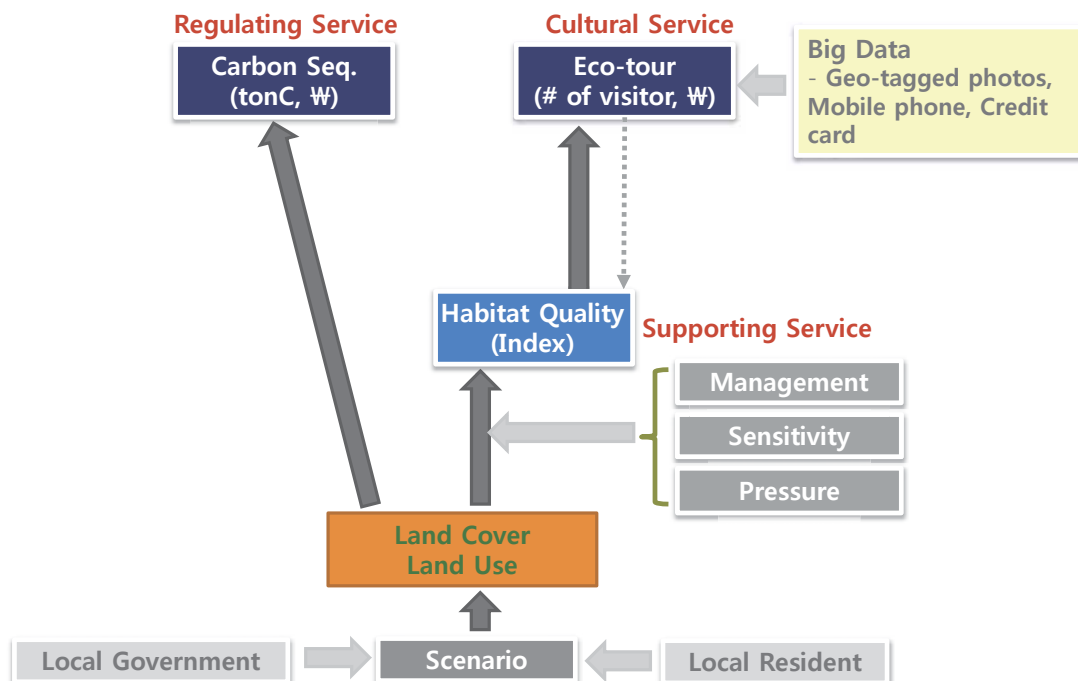 Regulating Service
Cultural Service
Carbon Seq.
(tonC, ₩)
Eco-tour
(# of visitor, ₩)
Big Data
- Geo-tagged photos,
Mobile phone, Credit
card
Habitat Quality
(Index)
Supporting Service
Management
Sensitivity
Pressure
Land Cover
Land Use
Local Government
Scenario
Local Resident